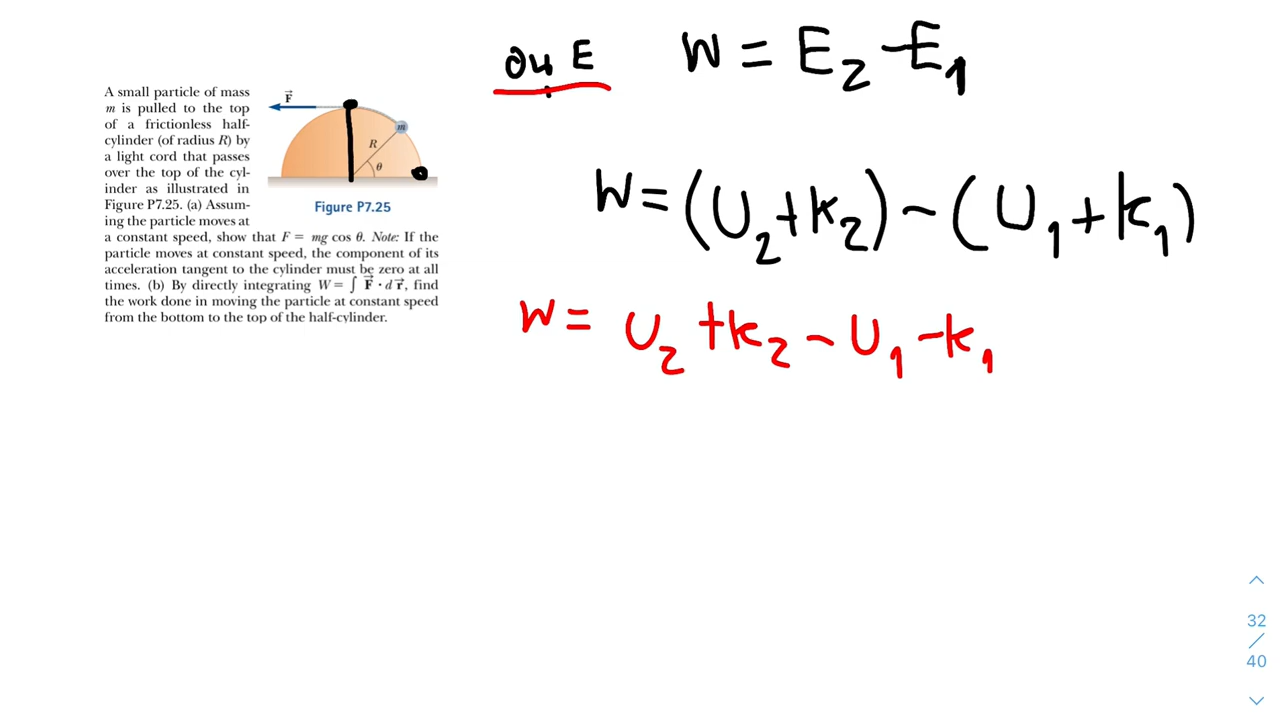 A small particle of mass
m is pulled to the top
of a frictionless half-
cylinder (of radius R) by
a light cord that passes
over the top of the cyl-
inder as illustrated in
Figure P7.25. (a) Assum-
ing the particle moves at
a constant speed, show that F = mg cos θ. Note: If the
particle moves at constant speed, the component of its
acceleration tangent to the cylinder must be zero at all
times. (b) By directly integrating W = ∫ F⃗ · d r⃗, find
the work done in moving the particle at constant speed
from the bottom to the top of the half-cylinder.
F⃗
m
R
θ
Figure P7.25
อนุ E
W = E₂ - E₁
W = (U₂ + k₂) - (U₁ + k₁)
W = U₂ + k₂ - U₁ - k₁
32
/
40